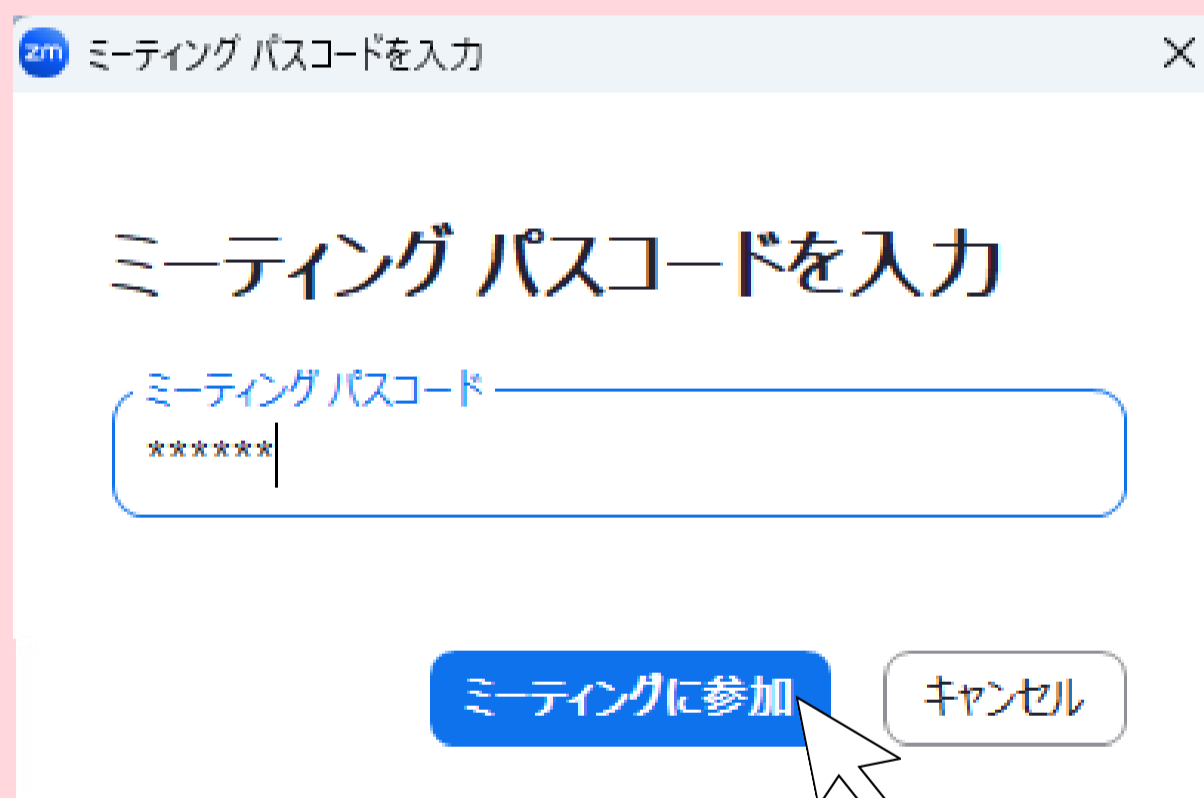 zm ミーティング パスコードを入力
ミーティング パスコードを入力
ミーティング パスコード
******
ミーティングに参加 キャンセル